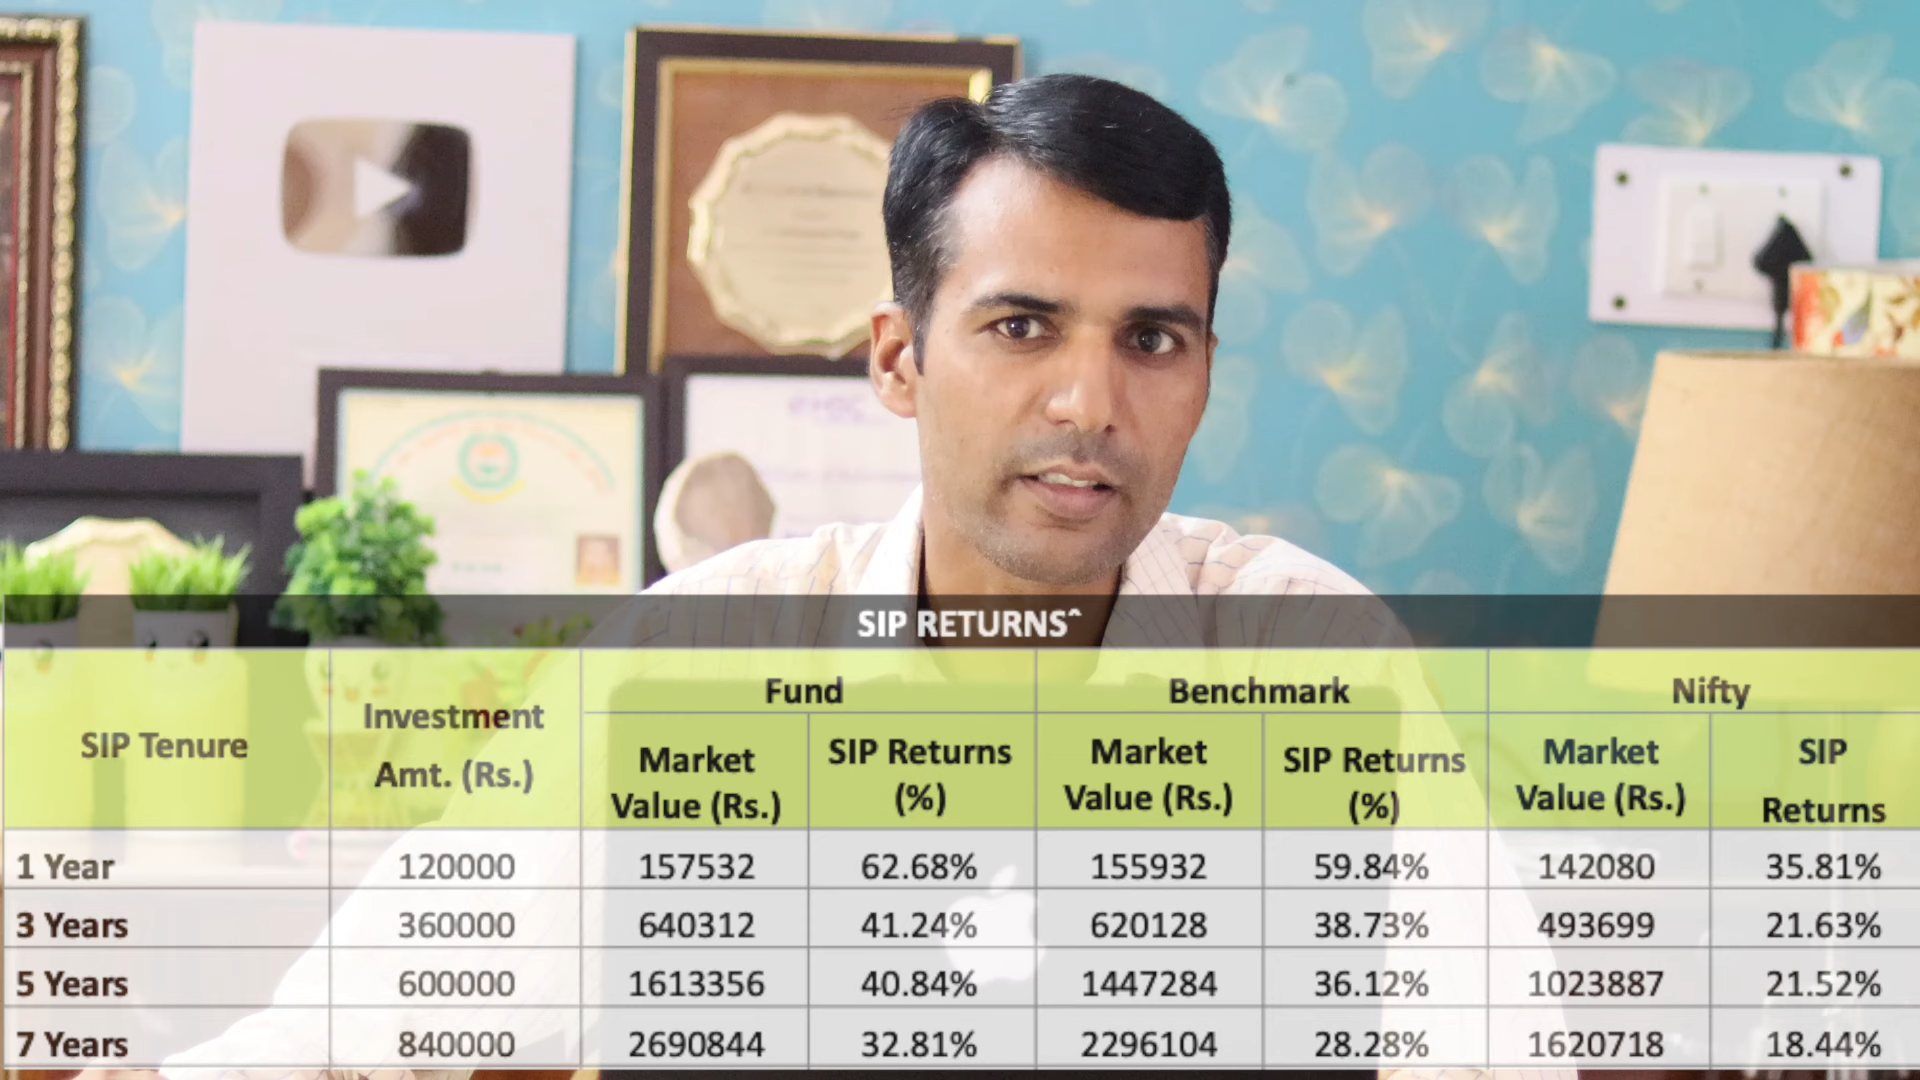 SIP RETURNS^
SIP Tenure
Investment
Amt. (Rs.)
Fund
Benchmark
Nifty
Market
Value (Rs.)
SIP Returns
(%)
Market
Value (Rs.)
SIP Returns
(%)
Market
Value (Rs.)
SIP
Returns
1 Year 120000 157532 62.68% 155932 59.84% 142080 35.81%
3 Years 360000 640312 41.24% 620128 38.73% 493699 21.63%
5 Years 600000 1613356 40.84% 1447284 36.12% 1023887 21.52%
7 Years 840000 2690844 32.81% 2296104 28.28% 1620718 18.44%